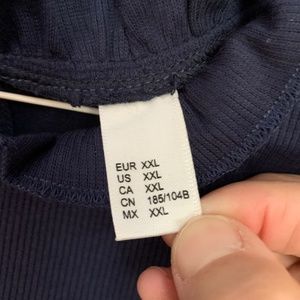 EUR XXL
US XXL
CA XXL
CN 185/104B
MX XXL